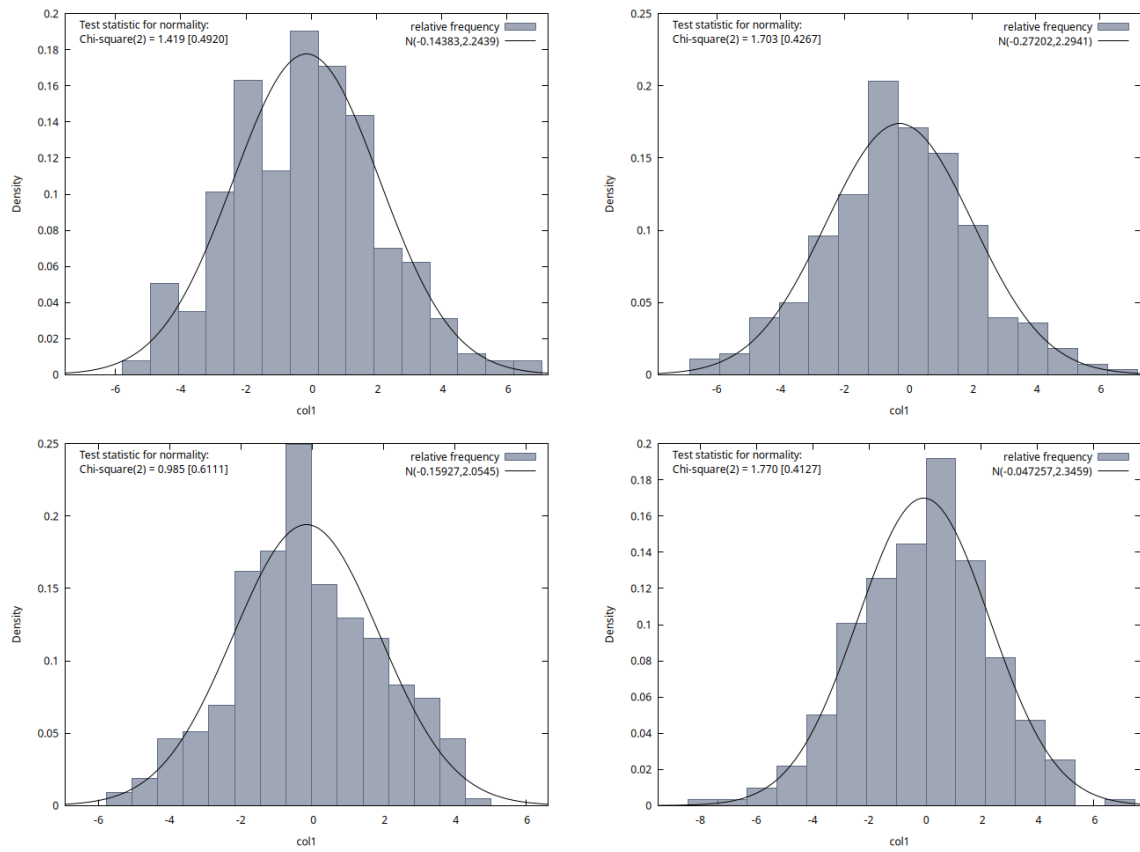 Test statistic for normality:
Chi-square(2) = 1.419 [0.4920]
relative frequency
N(-0.14383,2.2439)
0.2
0.18
0.16
0.14
0.12
0.1
0.08
0.06
0.04
0.02
0
Density
-6 -4 -2 0 2 4 6
col1
Test statistic for normality:
Chi-square(2) = 1.703 [0.4267]
relative frequency
N(-0.27202,2.2941)
0.25
0.2
0.15
0.1
0.05
0
Density
-6 -4 -2 0 2 4 6
col1
Test statistic for normality:
Chi-square(2) = 0.985 [0.6111]
relative frequency
N(-0.15927,2.0545)
0.25
0.2
0.15
0.1
0.05
0
Density
-6 -4 -2 0 2 4 6
col1
Test statistic for normality:
Chi-square(2) = 1.770 [0.4127]
relative frequency
N(-0.047257,2.3459)
0.2
0.18
0.16
0.14
0.12
0.1
0.08
0.06
0.04
0.02
0
Density
-8 -6 -4 -2 0 2 4 6
col1